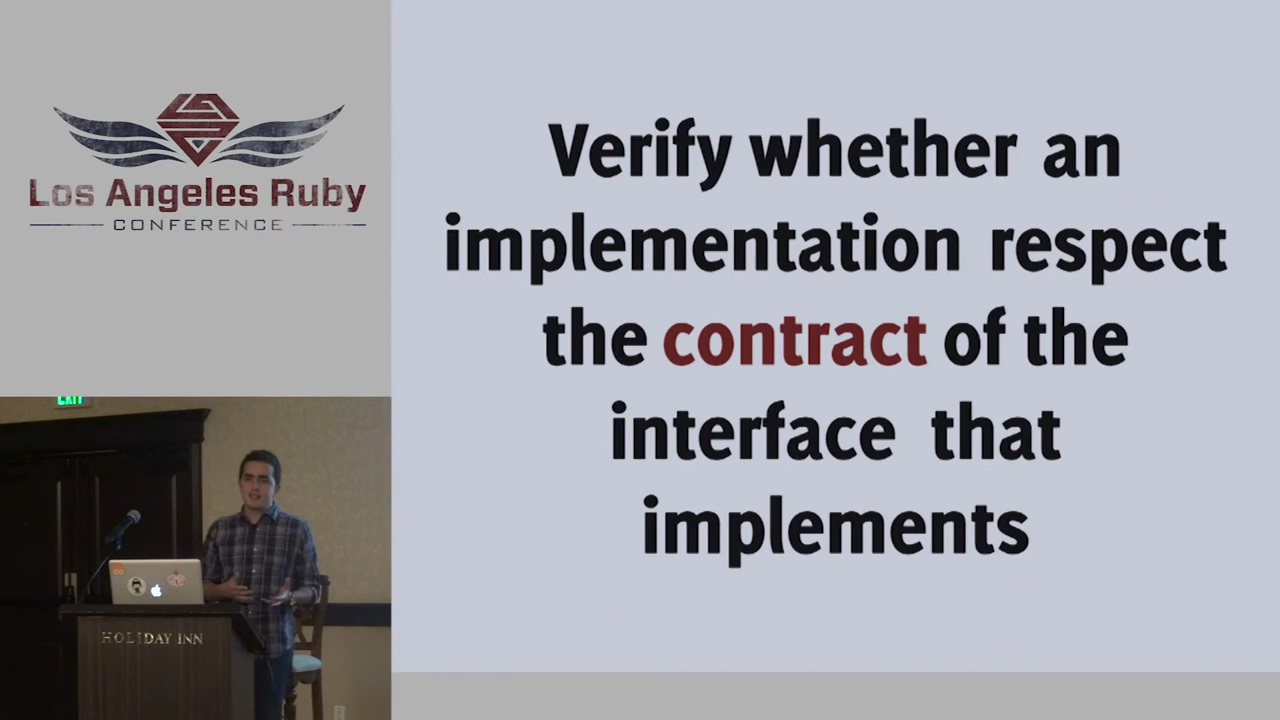 Los Angeles Ruby
CONFERENCE
Verify whether an
implementation respect
the contract of the
interface that
implements
EXIT
HOLIDAY INN